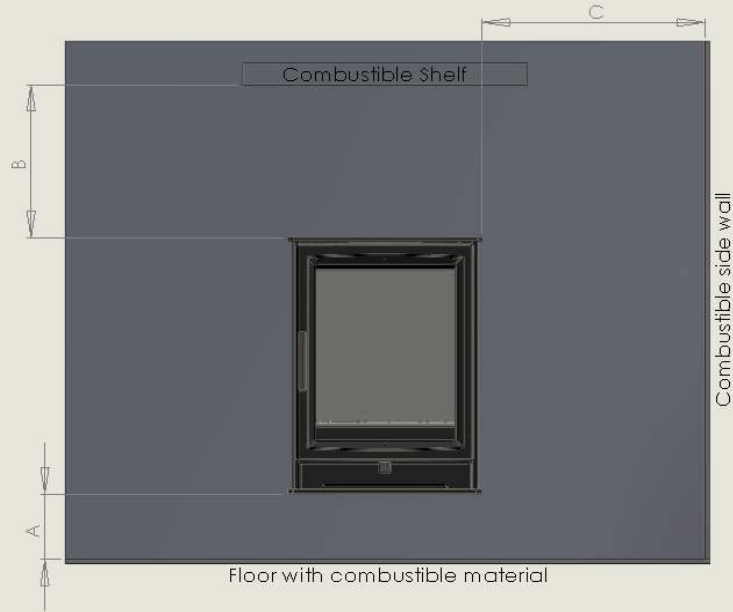 C
Combustible Shelf
B
Combustible side wall
A
Floor with combustible material